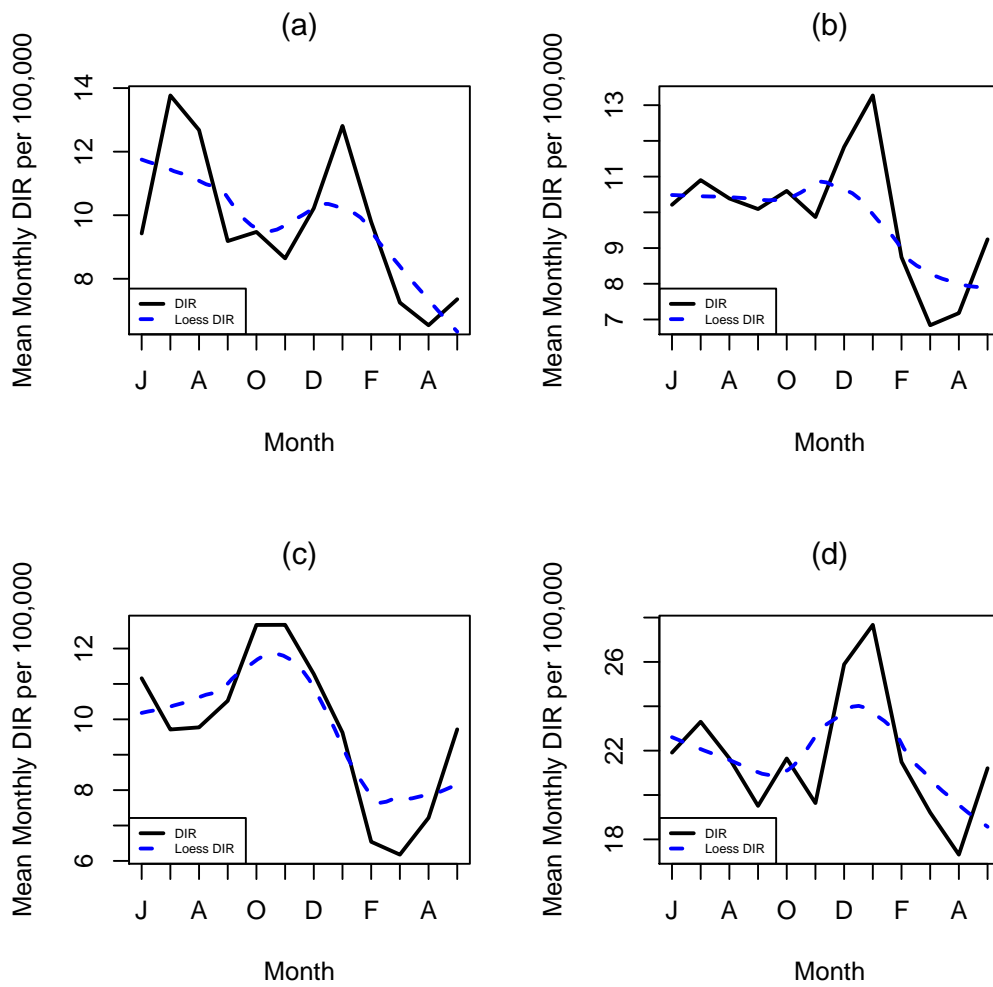 (a)
Mean Monthly DIR per 100,000
14
12
10
8
DIR
Loess DIR
J A O D F A
Month
(b)
Mean Monthly DIR per 100,000
13
11
9
8
7
DIR
Loess DIR
J A O D F A
Month
(c)
Mean Monthly DIR per 100,000
12
10
8
6
DIR
Loess DIR
J A O D F A
Month
(d)
Mean Monthly DIR per 100,000
26
22
18
DIR
Loess DIR
J A O D F A
Month